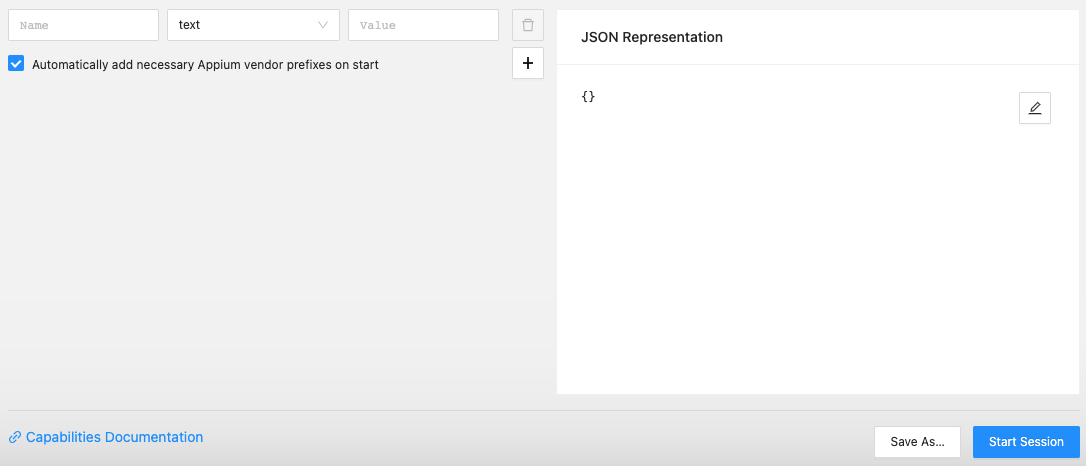 Name
text
Value
Automatically add necessary Appium vendor prefixes on start
JSON Representation
{}
Capabilities Documentation
Save As...
Start Session